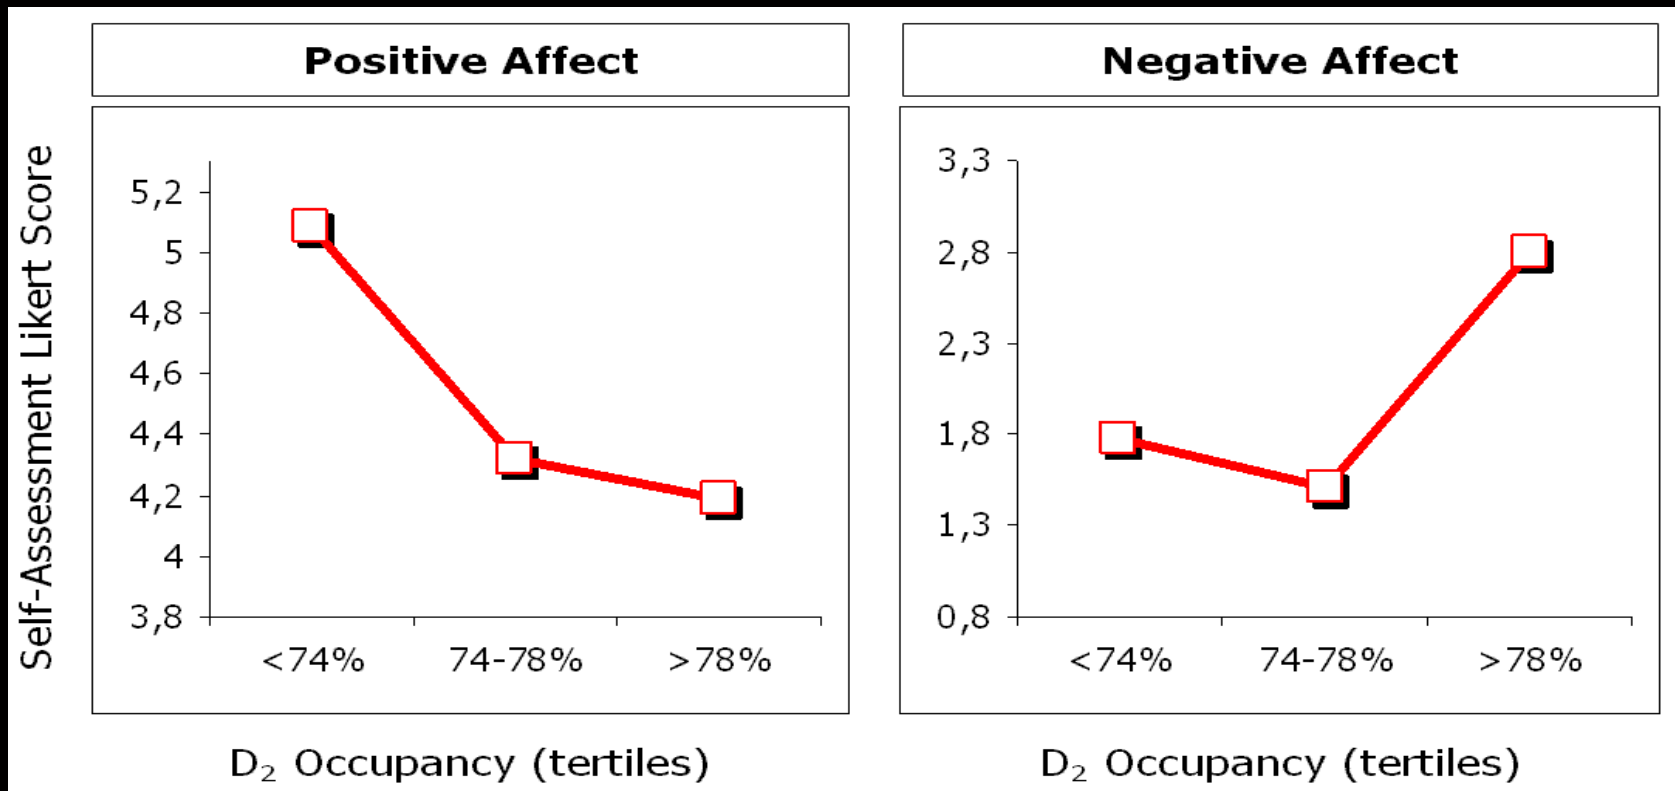 Positive Affect
Negative Affect
Self-Assessment Likert Score
5,2
5
4,8
4,6
4,4
4,2
4
3,8
<74% 74-78% >78%
D₂ Occupancy (tertiles)
3,3
2,8
2,3
1,8
1,3
0,8
<74% 74-78% >78%
D₂ Occupancy (tertiles)